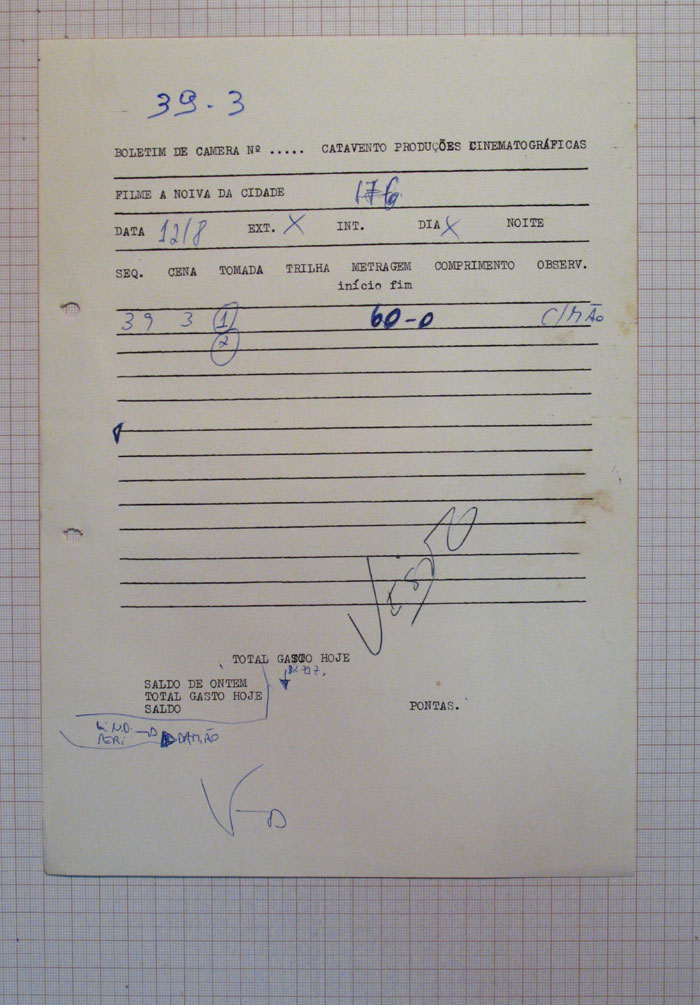 39-3
BOLETIM DE CAMERA Nº ..... CATAVENTO PRODUÇÕES CINEMATOGRÁFICAS
FILME A NOIVA DA CIDADE
DATA 12/8 EXT. X INT. DIA X NOITE
SEQ. CENA TOMADA TRILHA METRAGEM COMPRIMENTO OBSERV.
início fim
39 3 1 60-0 C/MÃO
2
TOTAL GASTO HOJE
SALDO DE ONTEM
TOTAL GASTO HOJE
SALDO
PONTAS.
DAMIÃO